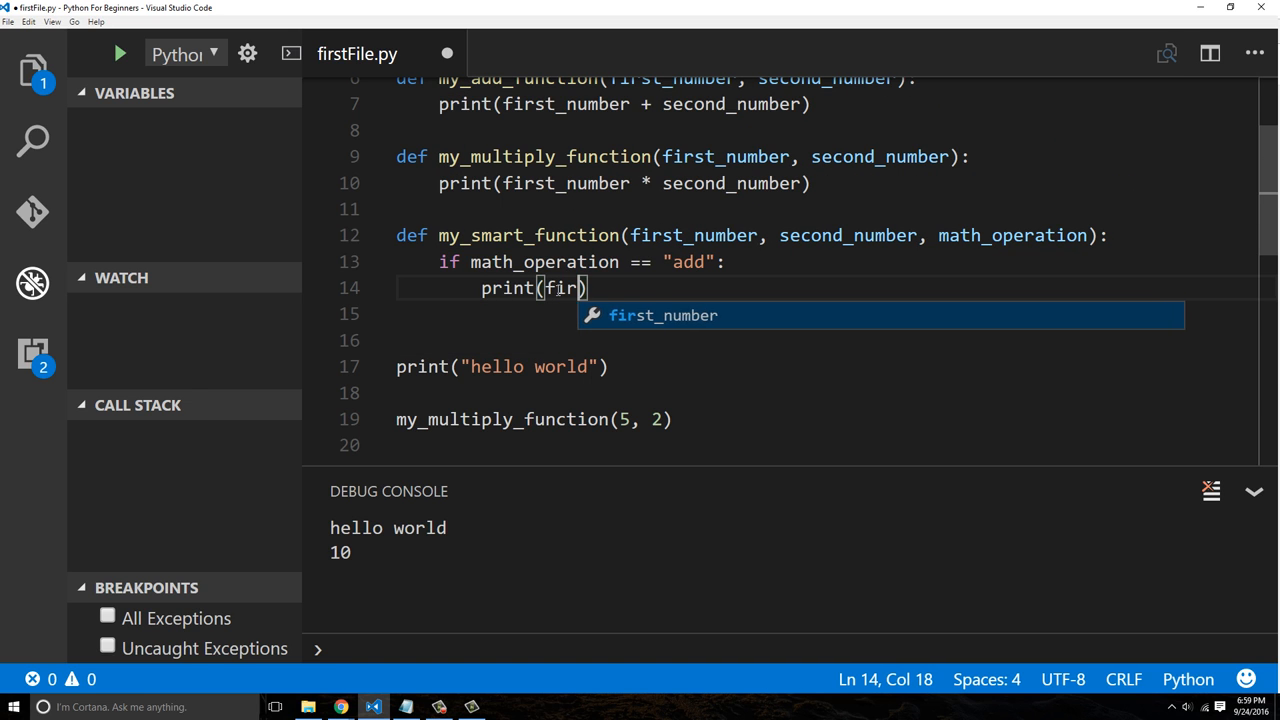 firstFile.py - Python For Beginners - Visual Studio Code
File Edit View Go Help
Python
firstFile.py
1
2
VARIABLES
WATCH
CALL STACK
BREAKPOINTS
All Exceptions
Uncaught Exceptions
6 def my_add_function(first_number, second_number):
7 print(first_number + second_number)
8
9 def my_multiply_function(first_number, second_number):
10 print(first_number * second_number)
11
12 def my_smart_function(first_number, second_number, math_operation):
13 if math_operation == "add":
14 print(fir)
15 first_number
16
17 print("hello world")
18
19 my_multiply_function(5, 2)
20
DEBUG CONSOLE
hello world
10
0 0 Ln 14, Col 18 Spaces: 4 UTF-8 CRLF Python
I'm Cortana. Ask me anything. 6:59 PM
9/24/2016